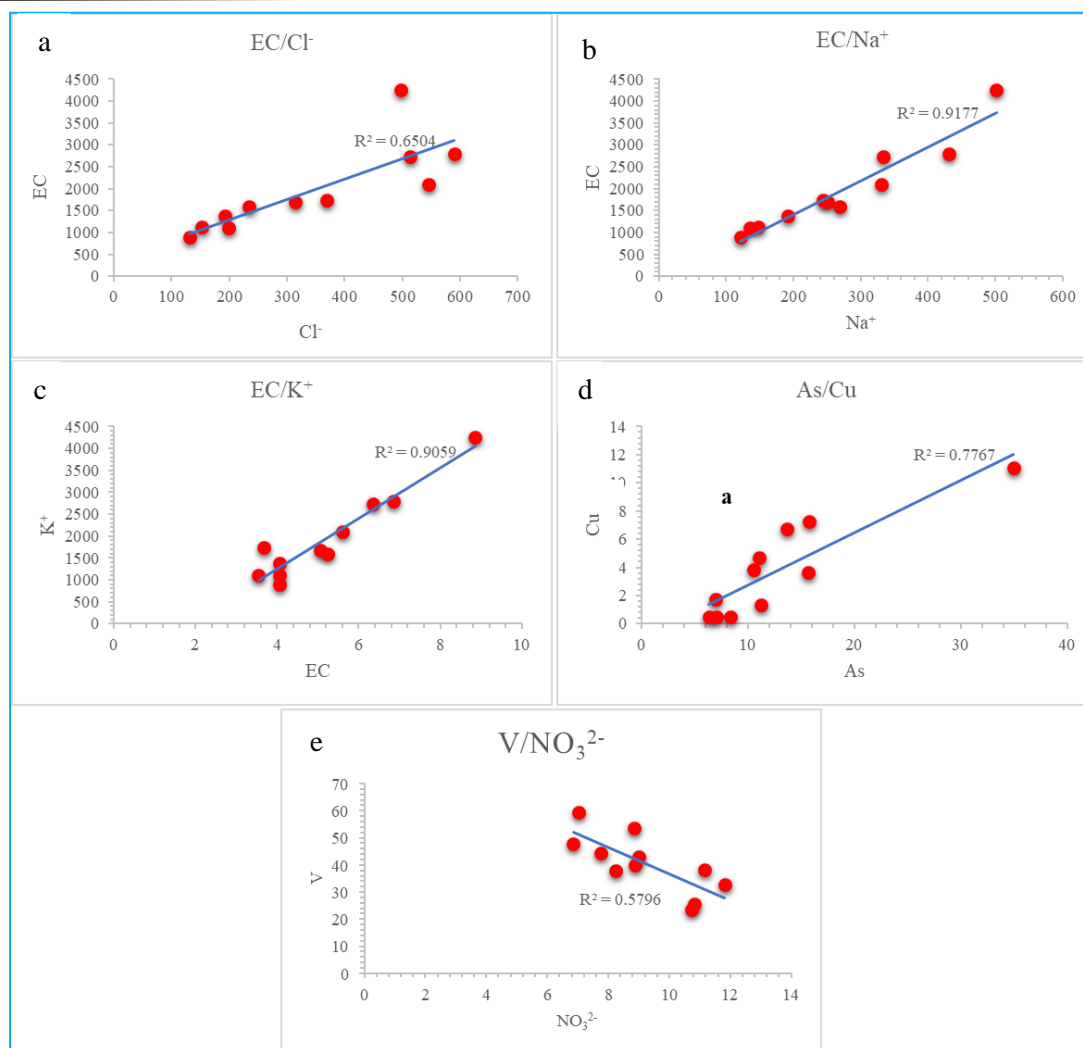 a
EC/Cl⁻
4500
4000
3500
3000
2500
2000
1500
1000
500
0
EC
R² = 0.6504
0 100 200 300 400 500 600 700
Cl⁻
b
EC/Na⁺
4500
4000
3500
3000
2500
2000
1500
1000
500
0
EC
R² = 0.9177
0 100 200 300 400 500 600
Na⁺
c
EC/K⁺
4500
4000
3500
3000
2500
2000
1500
1000
500
0
K⁺
R² = 0.9059
0 2 4 6 8 10
EC
d
As/Cu
14
12
8
6
4
2
0
Cu
R² = 0.7767
a
0 10 20 30 40
As
e
V/NO₃²⁻
70
60
50
40
30
20
10
0
V
R² = 0.5796
0 2 4 6 8 10 12 14
NO₃²⁻